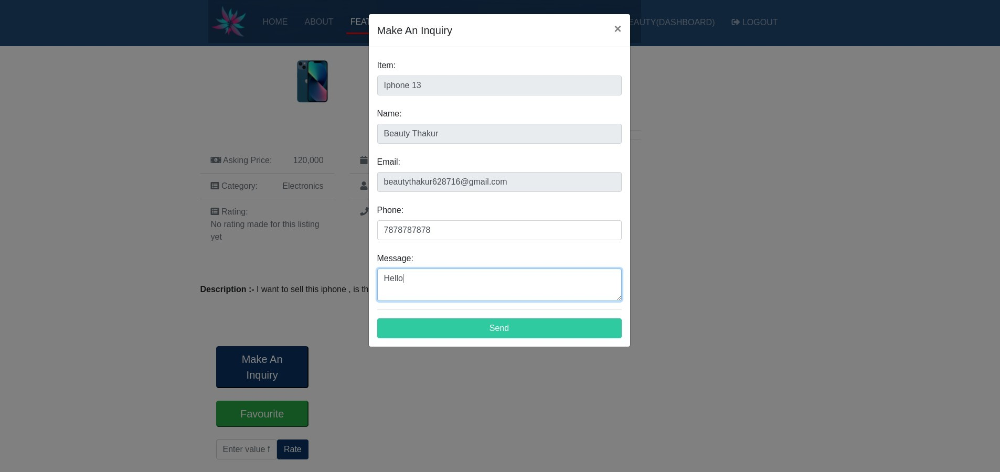 HOME
ABOUT
FEAT
EAUTY(DASHBOARD)
LOGOUT
Make An Inquiry
×
Item:
Iphone 13
Name:
Beauty Thakur
Email:
beautythakur628716@gmail.com
Phone:
7878787878
Message:
Hello
Send
Asking Price: 120,000
Category: Electronics
Rating:
No rating made for this listing
yet
Description :- I want to sell this iphone , is th
Make An
Inquiry
Favourite
Enter value f
Rate